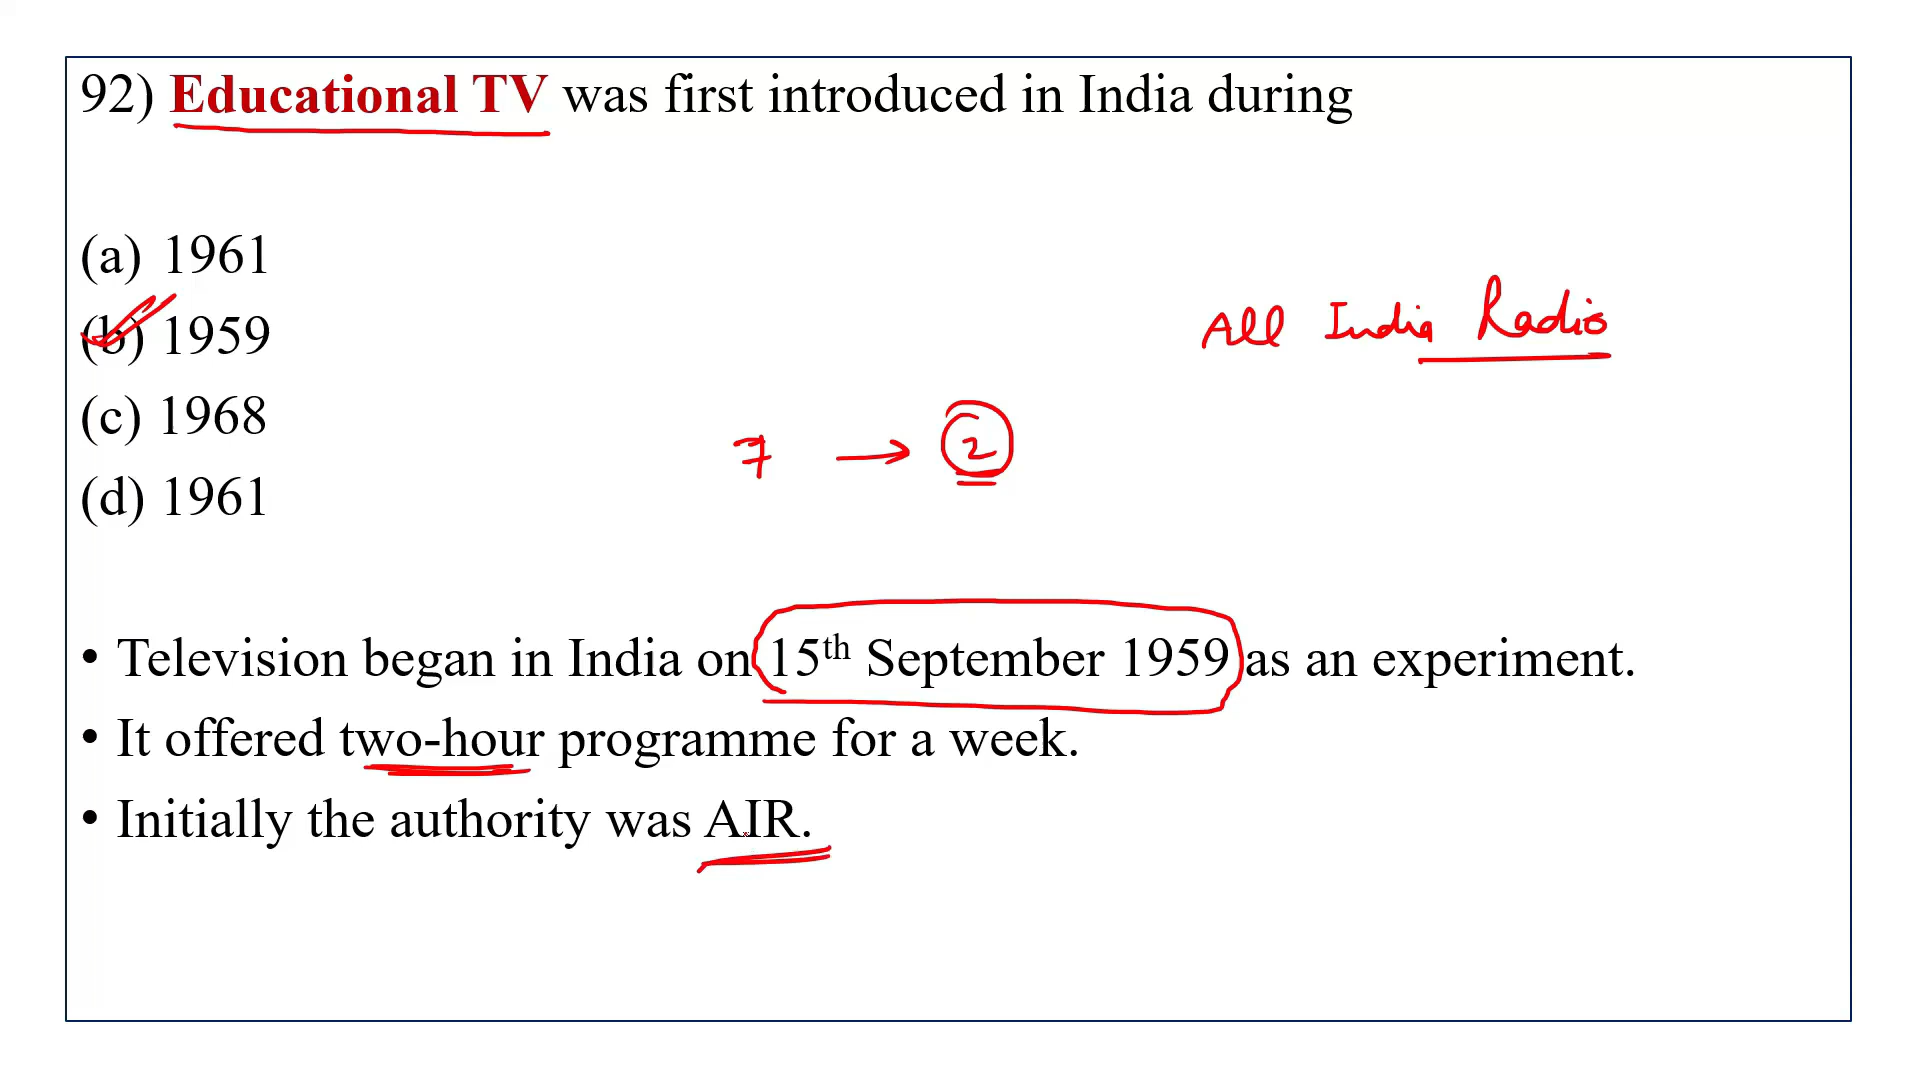 92) Educational TV was first introduced in India during
(a) 1961
(b) 1959
(c) 1968
(d) 1961
All India Radio
7 → 2
• Television began in India on 15th September 1959 as an experiment.
• It offered two-hour programme for a week.
• Initially the authority was AIR.